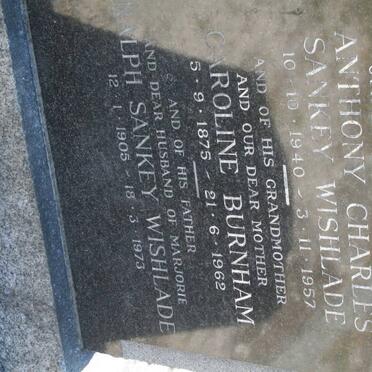 ANTHONY CHARLES
SANKEY WISHLADE
10 · 10 · 1940 – 3 · 11 · 1957
AND OF HIS GRANDMOTHER
AND OUR DEAR MOTHER
CAROLINE BURNHAM
5 · 9 · 1875 – 21 · 6 · 1962
AND OF HIS FATHER
AND DEAR HUSBAND OF MARJORIE
RALPH SANKEY WISHLADE
12 · 1 · 1905 – 18 · 3 · 1973